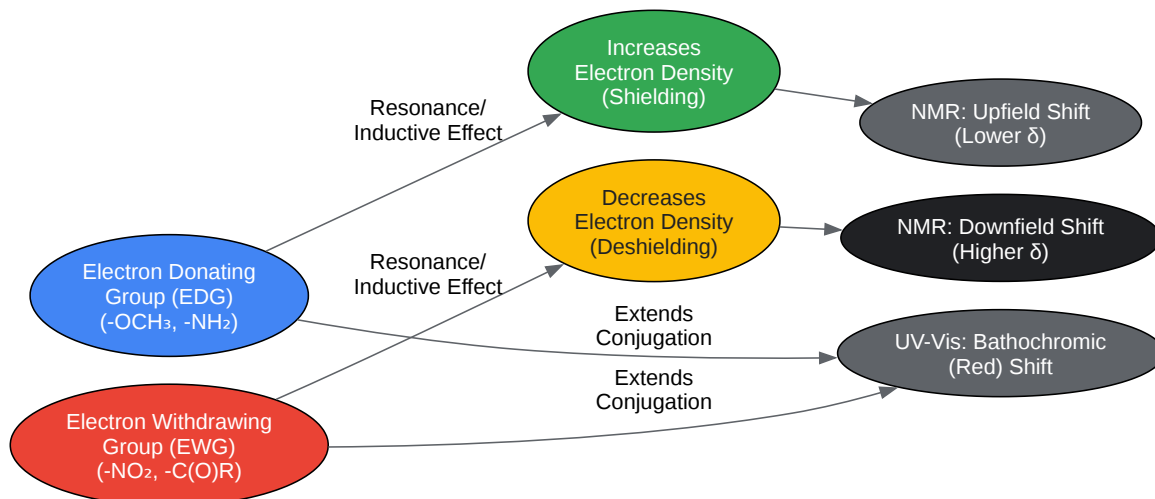 Increases
Electron Density
(Shielding)
Resonance/
Inductive Effect
NMR: Upfield Shift
(Lower δ)
Decreases
Electron Density
(Deshielding)
NMR: Downfield Shift
(Higher δ)
Resonance/
Inductive Effect
Electron Donating
Group (EDG)
(-OCH₃, -NH₂)
Extends
Conjugation
UV-Vis: Bathochromic
(Red) Shift
Extends
Conjugation
Electron Withdrawing
Group (EWG)
(-NO₂, -C(O)R)